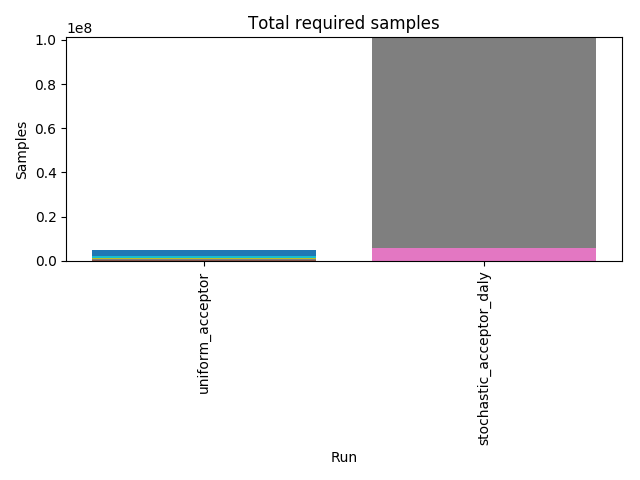 Total required samples
1e8
1.0
0.8
0.6
0.4
0.2
0.0
Samples
uniform_acceptor
stochastic_acceptor_daly
Run